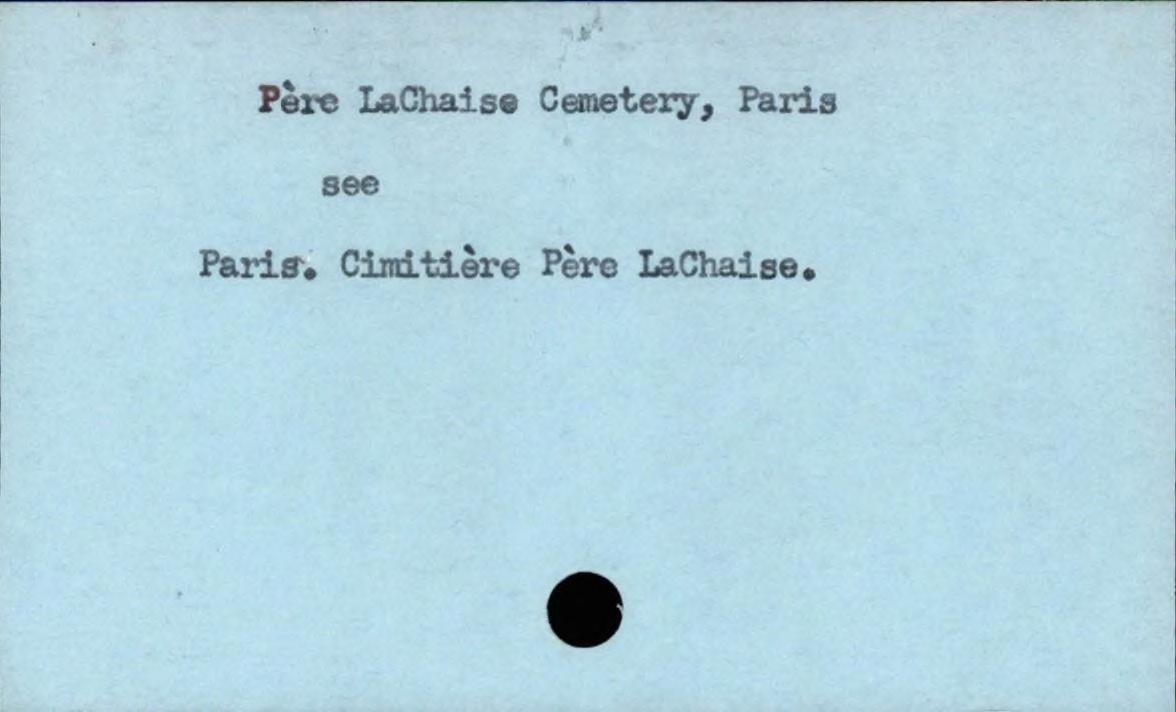 Père LaChaise Cemetery, Paris
see
Paris. Cimitière Père LaChaise.